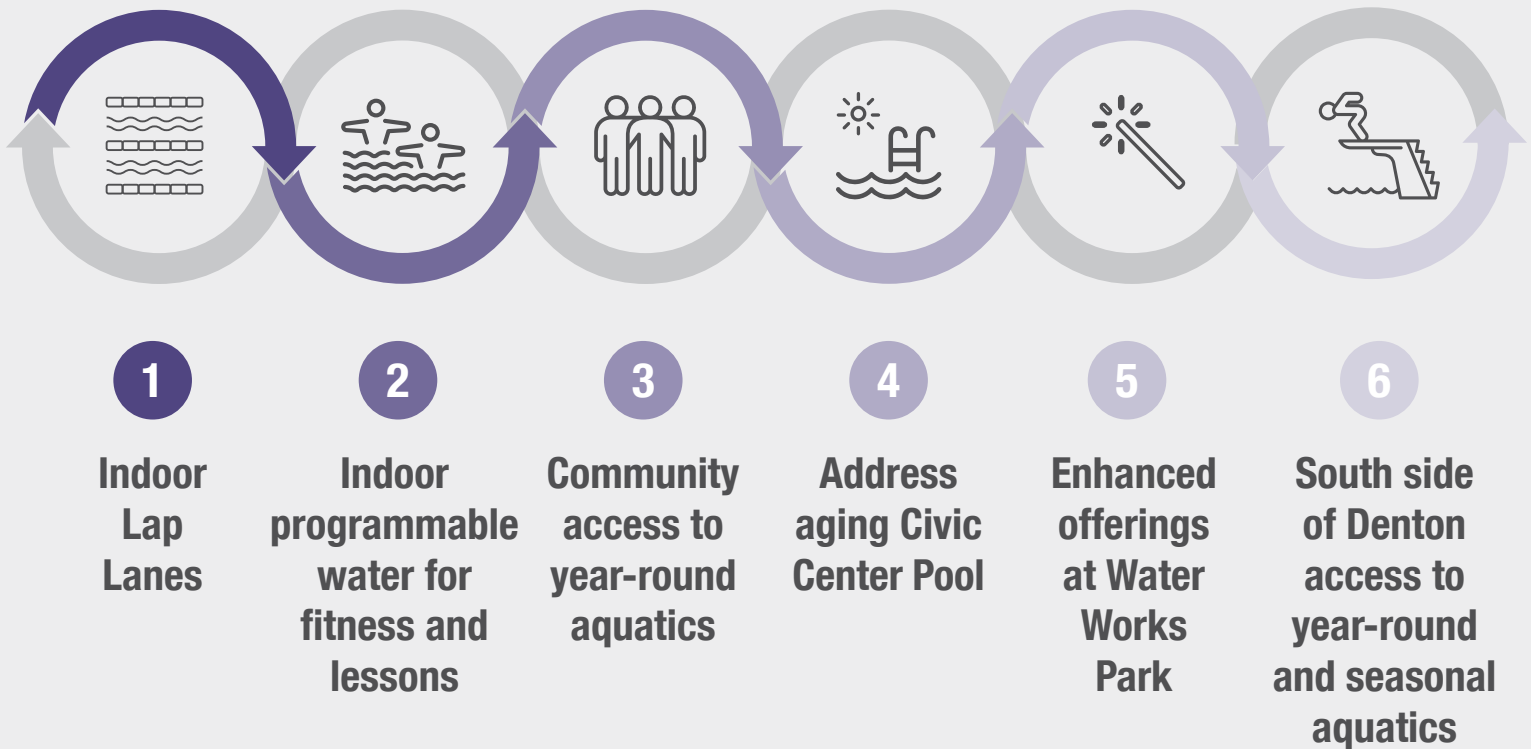 1
Indoor
Lap
Lanes
2
Indoor
programmable
water for
fitness and
lessons
3
Community
access to
year-round
aquatics
4
Address
aging Civic
Center Pool
5
Enhanced
offerings
at Water
Works
Park
6
South side
of Denton
access to
year-round
and seasonal
aquatics